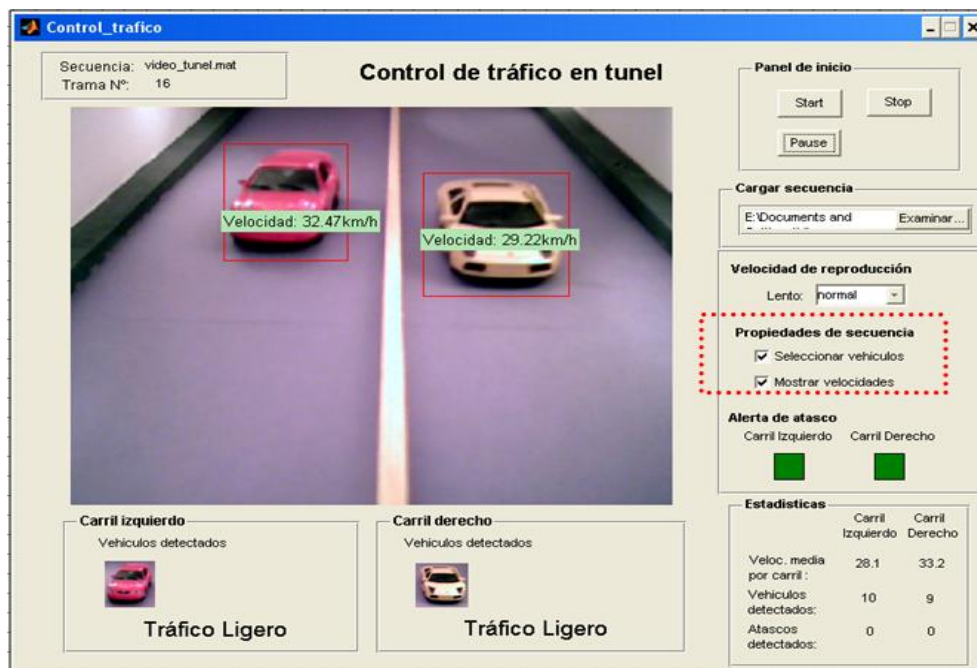 Control_trafico
Secuencia: video_tunel.mat
Trama Nº: 16
Control de tráfico en tunel
Velocidad: 32.47km/h
Velocidad: 29.22km/h
Panel de inicio
Start Stop
Pause
Cargar secuencia
E:\Documents and
Examinar...
Velocidad de reproducción
Lento: normal
Propiedades de secuencia
Seleccionar vehiculos
Mostrar velocidades
Alerta de atasco
Carril Izquierdo Carril Derecho
Carril izquierdo
Vehiculos detectados
Tráfico Ligero
Carril derecho
Vehiculos detectados
Tráfico Ligero
Estadisticas
Carril Izquierdo Carril Derecho
Veloc. media por carril : 28.1 33.2
Vehiculos detectados: 10 9
Atascos detectados: 0 0